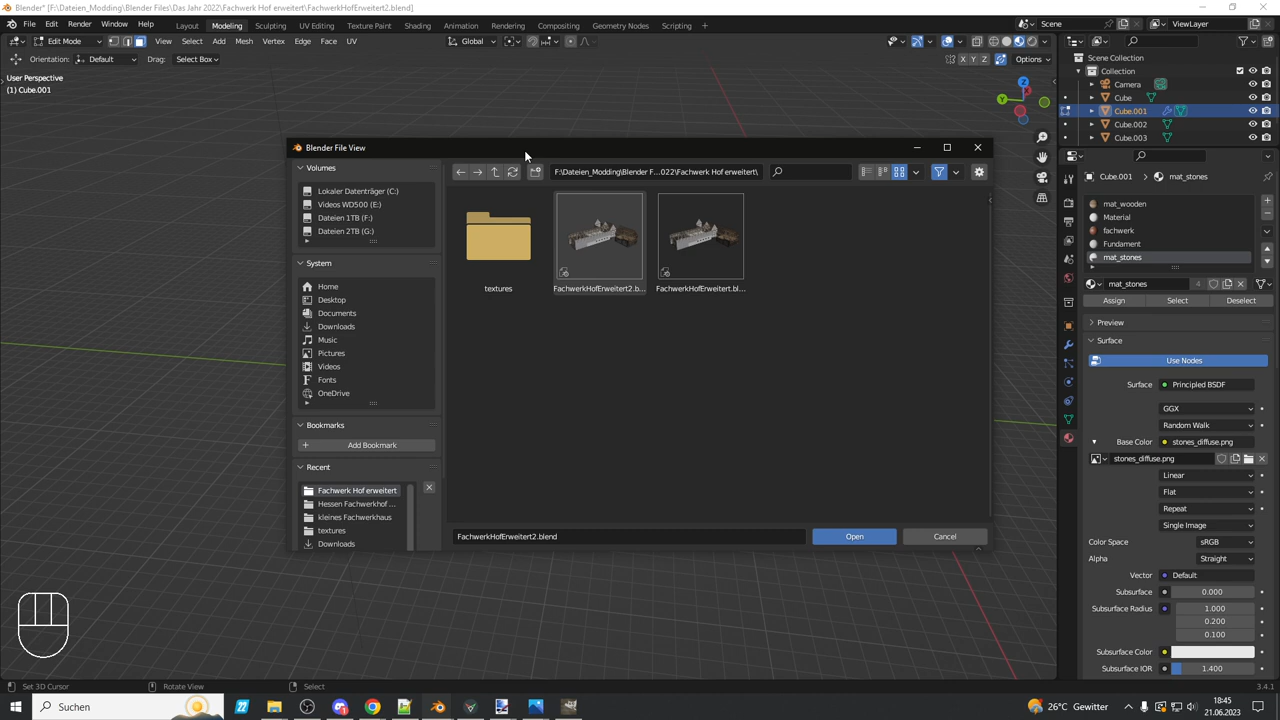 Blender* [F:\Dateien_Modding\Blender Files\Das Jahr 2022\Fachwerk Hof erweitert\FachwerkHofErweitert2.blend]
File Edit Render Window Help Layout Modeling Sculpting UV Editing Texture Paint Shading Animation Rendering Compositing Geometry Nodes Scripting + Scene ViewLayer
Edit Mode View Select Add Mesh Vertex Edge Face UV Global
Orientation: Default Drag: Select Box X Y Z Options
User Perspective
(1) Cube.001
Scene Collection
Collection
Camera
Cube
Cube.001
Cube.002
Cube.003
Z
Y
Blender File View
Volumes
Lokaler Datenträger (C:)
Videos WD500 (E:)
Dateien 1TB (F:)
Dateien 2TB (G:)
System
Home
Desktop
Documents
Downloads
Music
Pictures
Videos
Fonts
OneDrive
Bookmarks
Add Bookmark
Recent
Fachwerk Hof erweitert
Hessen Fachwerkhof ...
kleines Fachwerkhaus
textures
Downloads
F:\Dateien_Modding\Blender F...022\Fachwerk Hof erweitert\
textures
FachwerkHofErweitert2.b...
FachwerkHofErweitert.bl...
FachwerkHofErweitert2.blend
Open Cancel
Cube.001 mat_stones
mat_wooden
Material
fachwerk
Fundament
mat_stones
mat_stones 4
Assign Select Deselect
Preview
Surface
Use Nodes
Surface Principled BSDF
GGX
Random Walk
Base Color stones_diffuse.png
stones_diffuse.png
Linear
Flat
Repeat
Single Image
Color Space sRGB
Alpha Straight
Vector Default
Subsurface 0.000
Subsurface Radius 1.000
0.200
0.100
Subsurface Color
Subsurface IOR 1.400
Set 3D Cursor Rotate View Select 3.4.1
Suchen
26°C Gewitter
18:45
21.06.2023